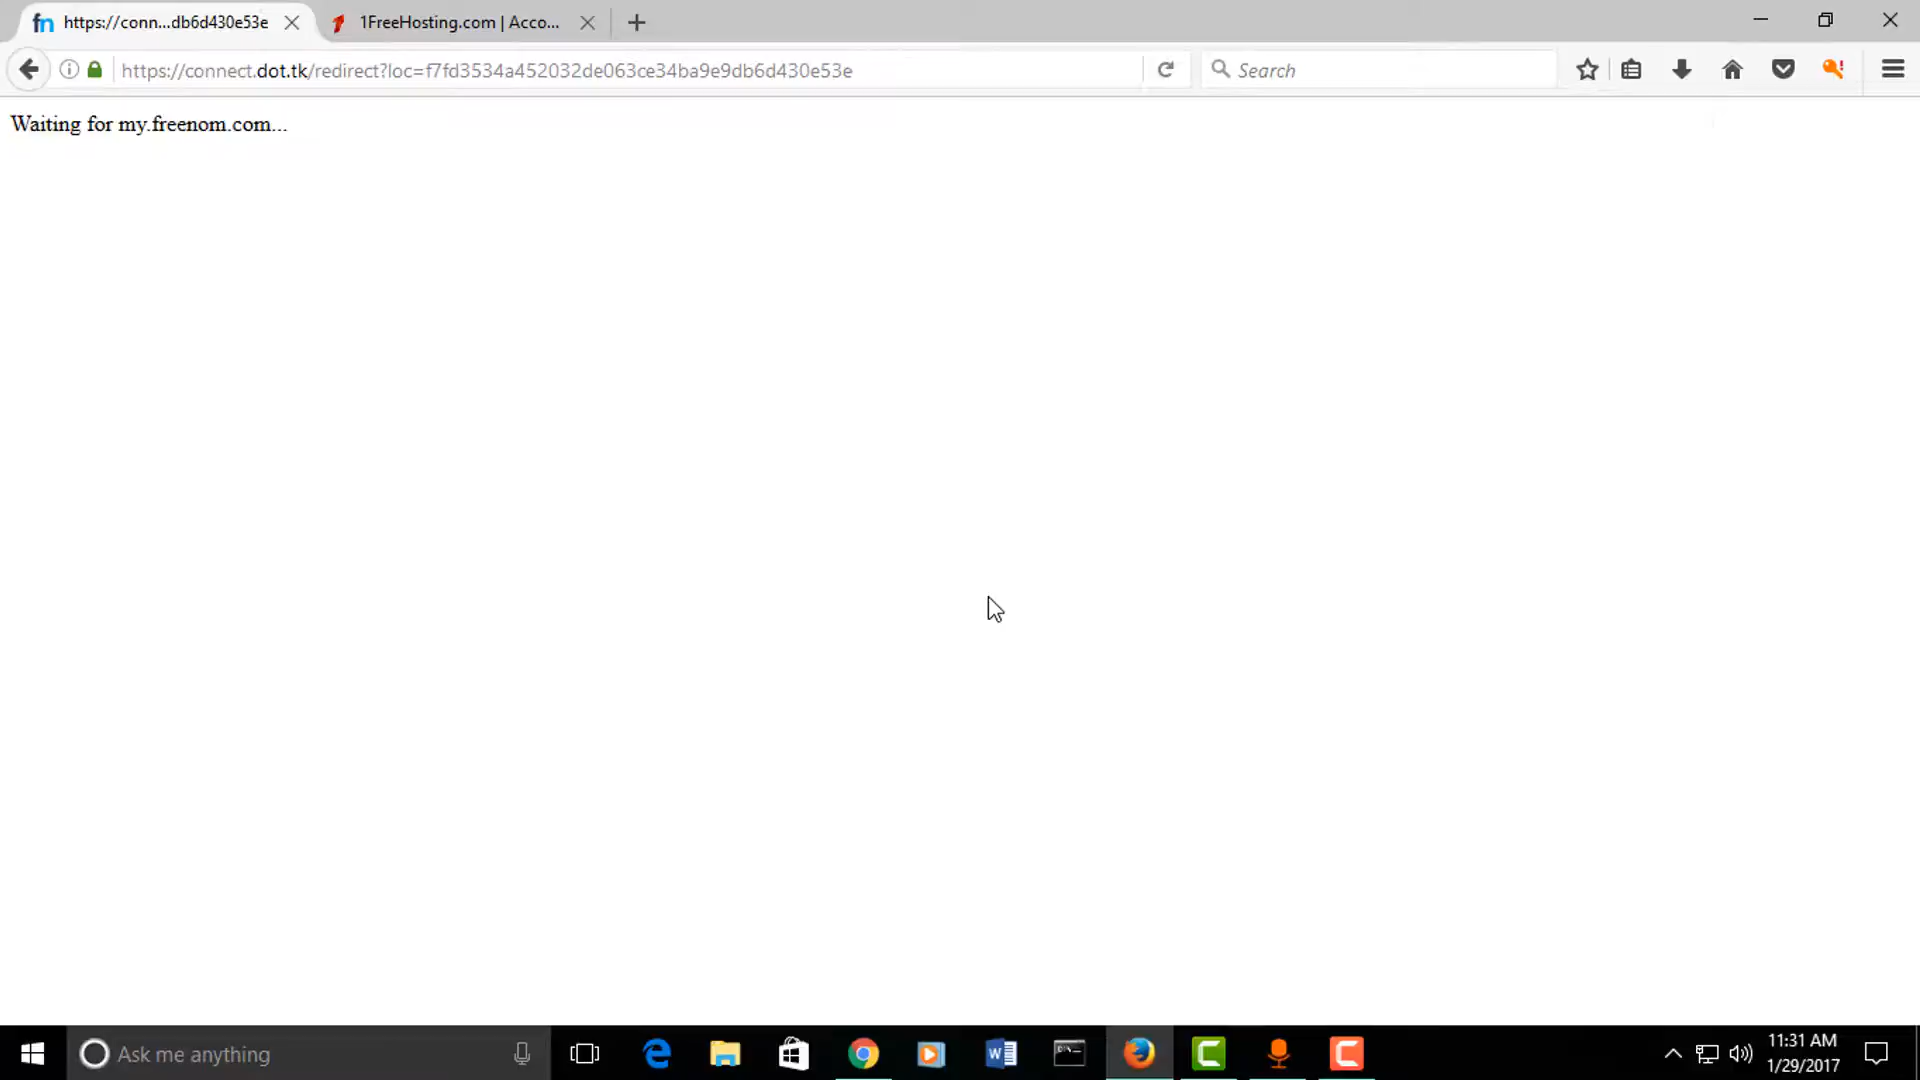 fn https://conn...db6d430e53e
1FreeHosting.com | Acco...
https://connect.dot.tk/redirect?loc=f7fd3534a452032de063ce34ba9e9db6d430e53e
Search
Waiting for my.freenom.com...
Ask me anything
11:31 AM
1/29/2017